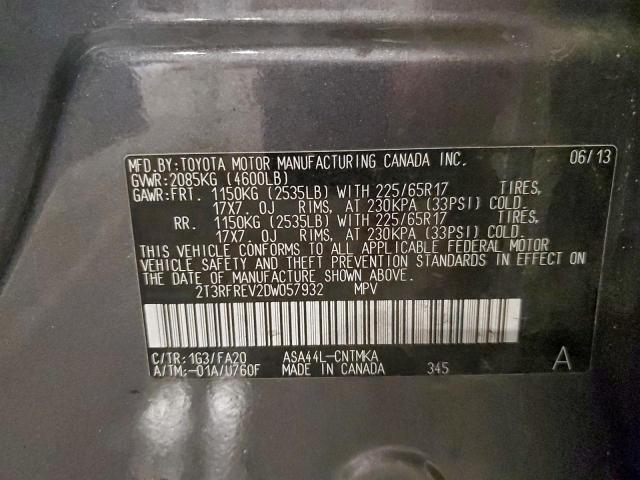 MFD.BY:TOYOTA MOTOR MANUFACTURING CANADA INC. 06/13
GVWR:2085KG (4600LB)
GAWR:FRT. 1150KG (2535LB) WITH 225/65R17 TIRES,
17X7. 0J RIMS, AT 230KPA (33PSI) COLD.
RR. 1150KG (2535LB) WITH 225/65R17 TIRES,
17X7. 0J RIMS, AT 230KPA (33PSI) COLD.
THIS VEHICLE CONFORMS TO ALL APPLICABLE FEDERAL MOTOR
VEHICLE SAFETY AND THEFT PREVENTION STANDARDS IN EFFECT ON
THE DATE OF MANUFACTURE SHOWN ABOVE.
2T3RFREV2DW057932 MPV
C/TR:1G3/FA20 ASA44L-CNTMKA
A/TM:-01A/U760F MADE IN CANADA 345 A